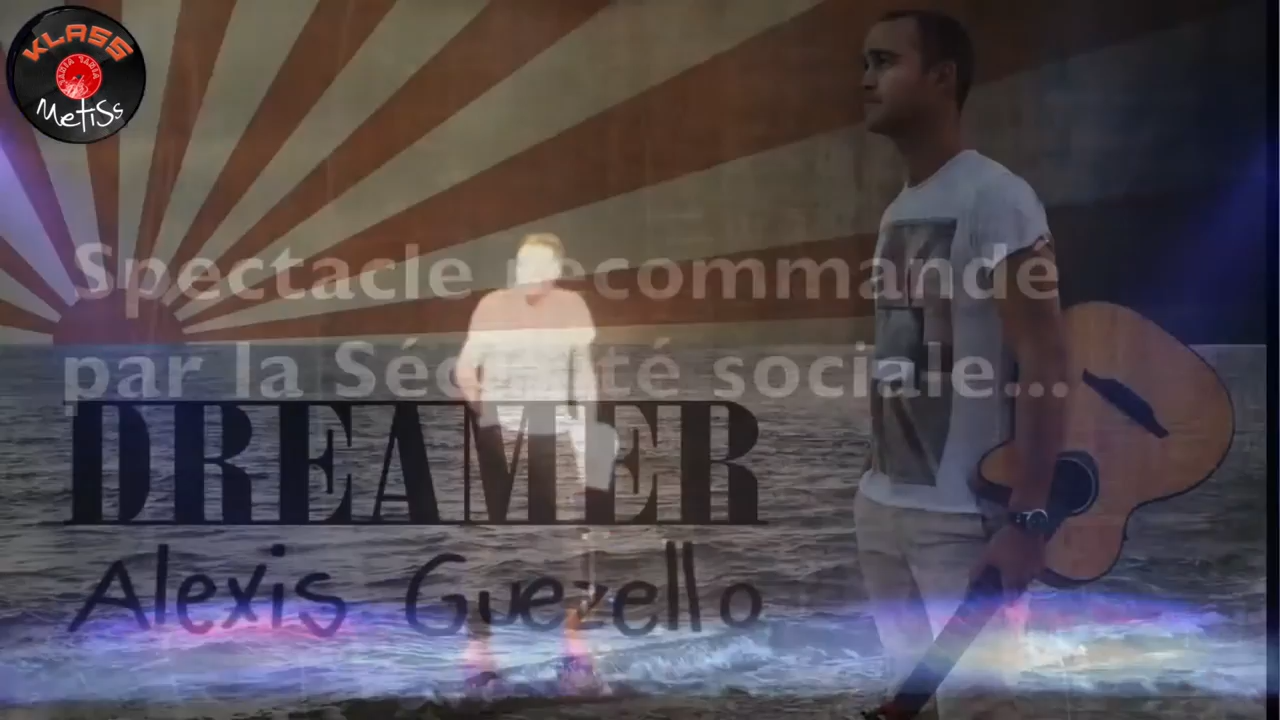 KLASS
MetiSs
Spectacle recommandé
par la Sécurité sociale...
DREAMER
Alexis Guezello